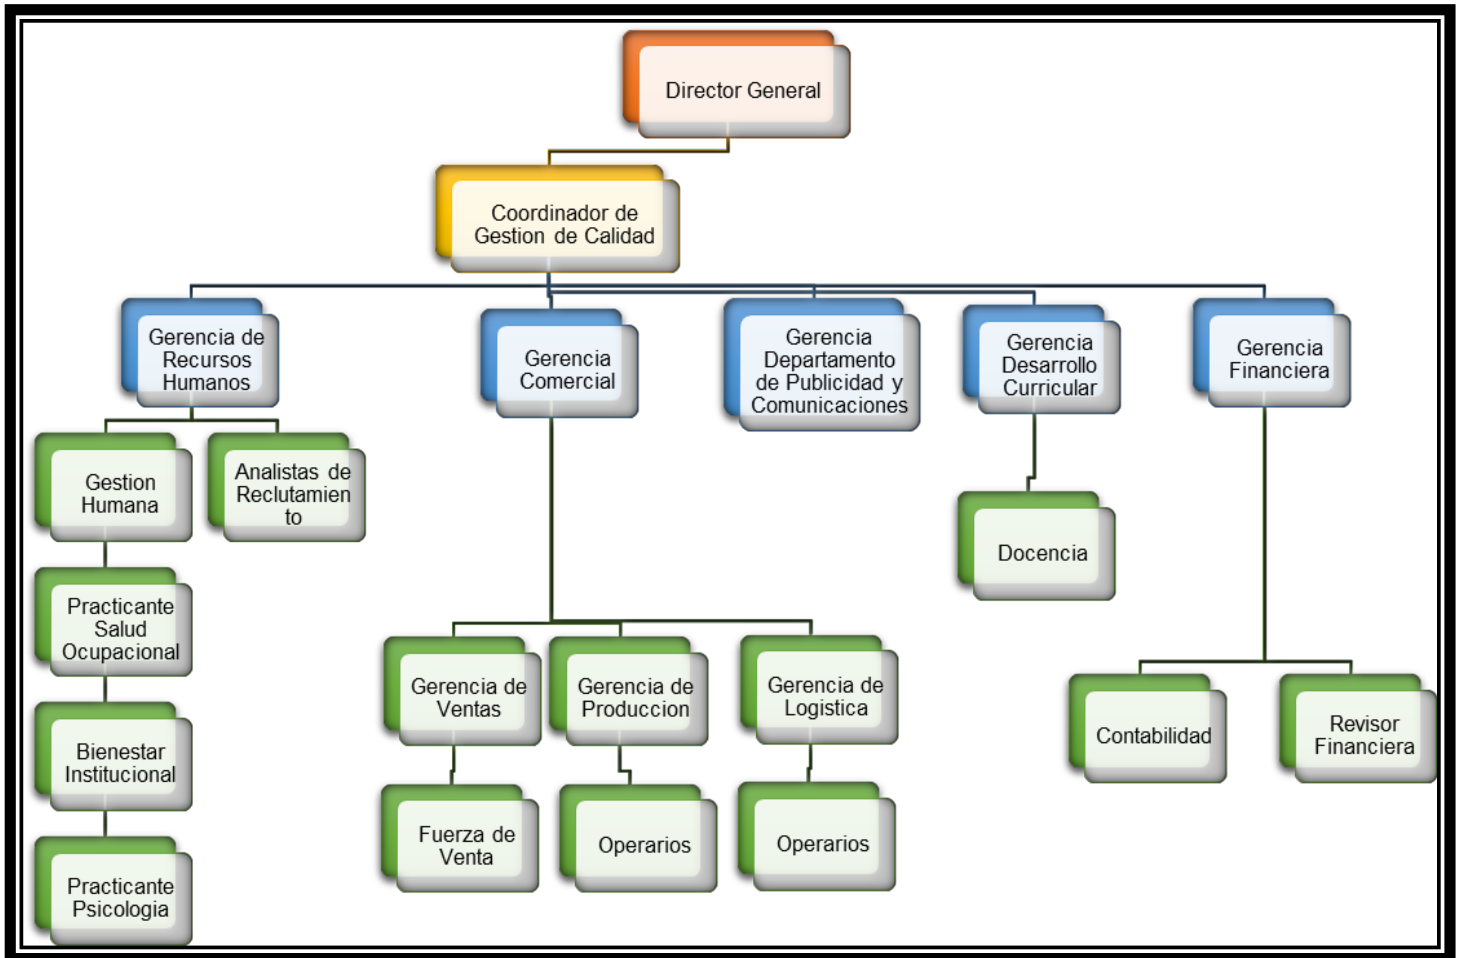 Director General
Coordinador de
Gestion de Calidad
Gerencia de
Recursos
Humanos
Gerencia
Comercial
Gerencia
Departamento
de Publicidad y
Comunicaciones
Gerencia
Desarrollo
Curricular
Gerencia
Financiera
Gestion
Humana
Analistas de
Reclutamien
to
Docencia
Practicante
Salud
Ocupacional
Gerencia de
Ventas
Gerencia de
Produccion
Gerencia de
Logistica
Contabilidad
Revisor
Financiera
Bienestar
Institucional
Fuerza de
Venta
Operarios
Operarios
Practicante
Psicologia